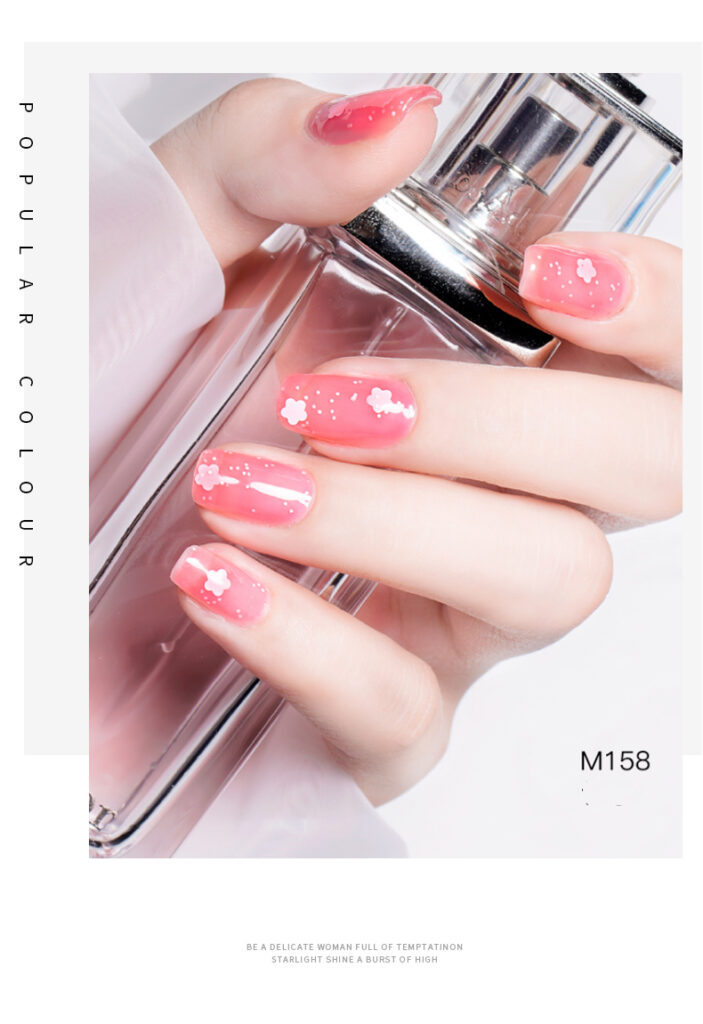 POPULAR COLOUR
M158
BE A DELICATE WOMAN FULL OF TEMPTATINON
STARLIGHT SHINE A BURST OF HIGH